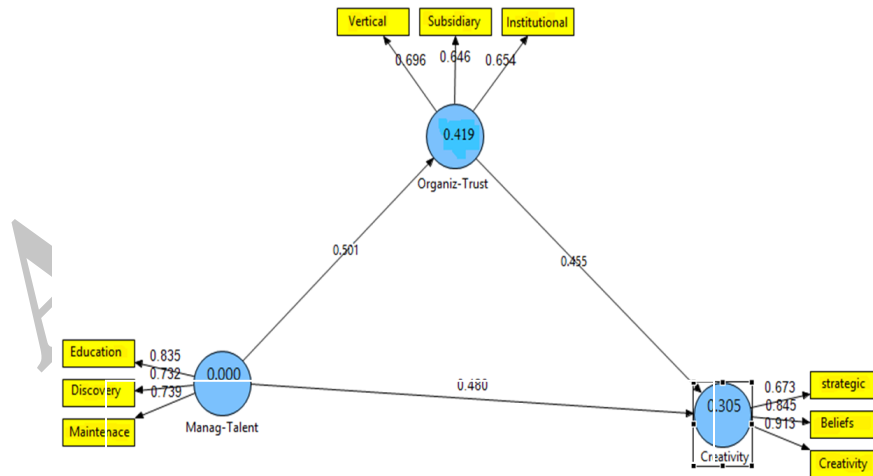 Vertical
Subsidiary
Institutional
0.696
0.646
0.654
0.419
Organiz-Trust
0.501
0.455
Education
0.835
0.732
Discovery
0.739
Maintenace
0.000
Manag-Talent
0.480
0.305
Creativity
0.673
strategic
0.845
Beliefs
0.913
Creativity